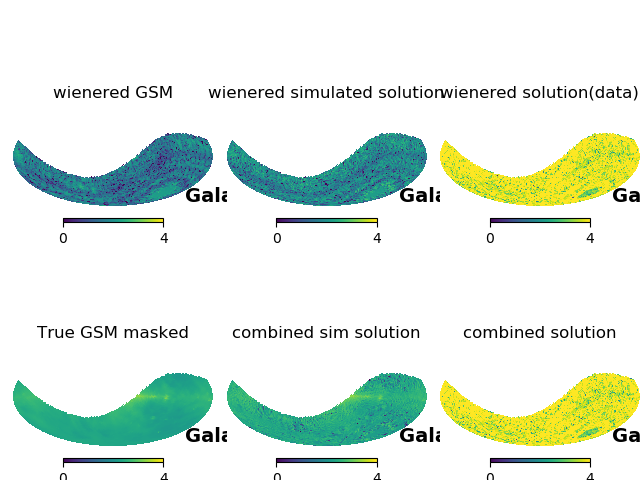 wienered GSM
wienered simulated solution
wienered solution(data)
Gala
Gala
Ga
0 4
0 4
0 4
True GSM masked
combined sim solution
combined solution
Gala
Gala
Ga
0 4
0 4
0 4